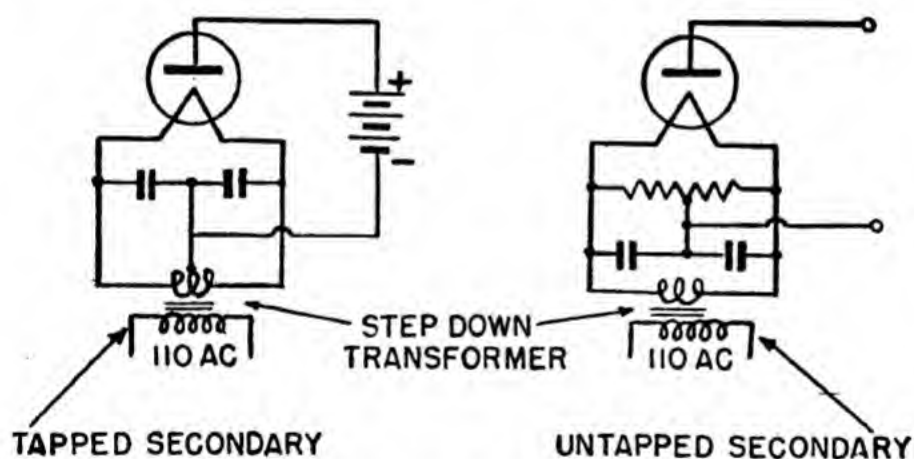 +
-
STEP DOWN
TRANSFORMER
110 AC
110 AC
TAPPED SECONDARY
UNTAPPED SECONDARY